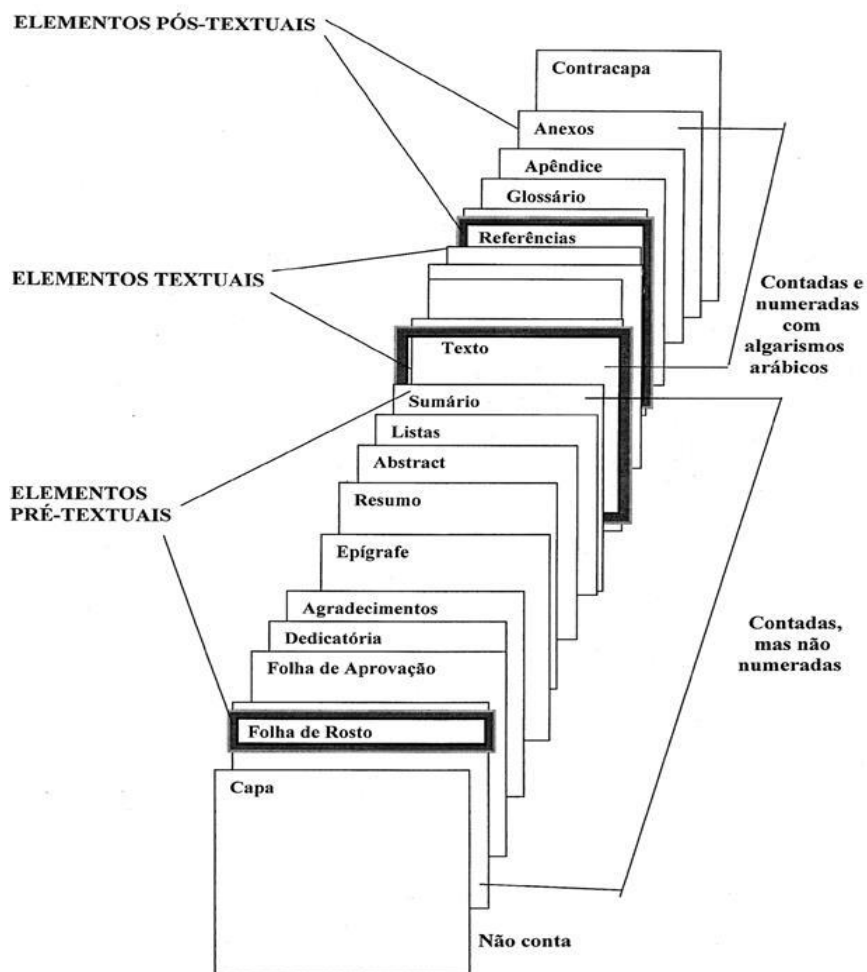 ELEMENTOS PÓS-TEXTUAIS
Contracapa
Anexos
Apêndice
Glossário
Referências
ELEMENTOS TEXTUAIS
Contadas e
numeradas
com
algarismos
arábicos
Texto
Sumário
Listas
Abstract
ELEMENTOS
PRÉ-TEXTUAIS
Resumo
Epígrafe
Agradecimentos
Dedicatória
Folha de Aprovação
Contadas,
mas não
numeradas
Folha de Rosto
Capa
Não conta